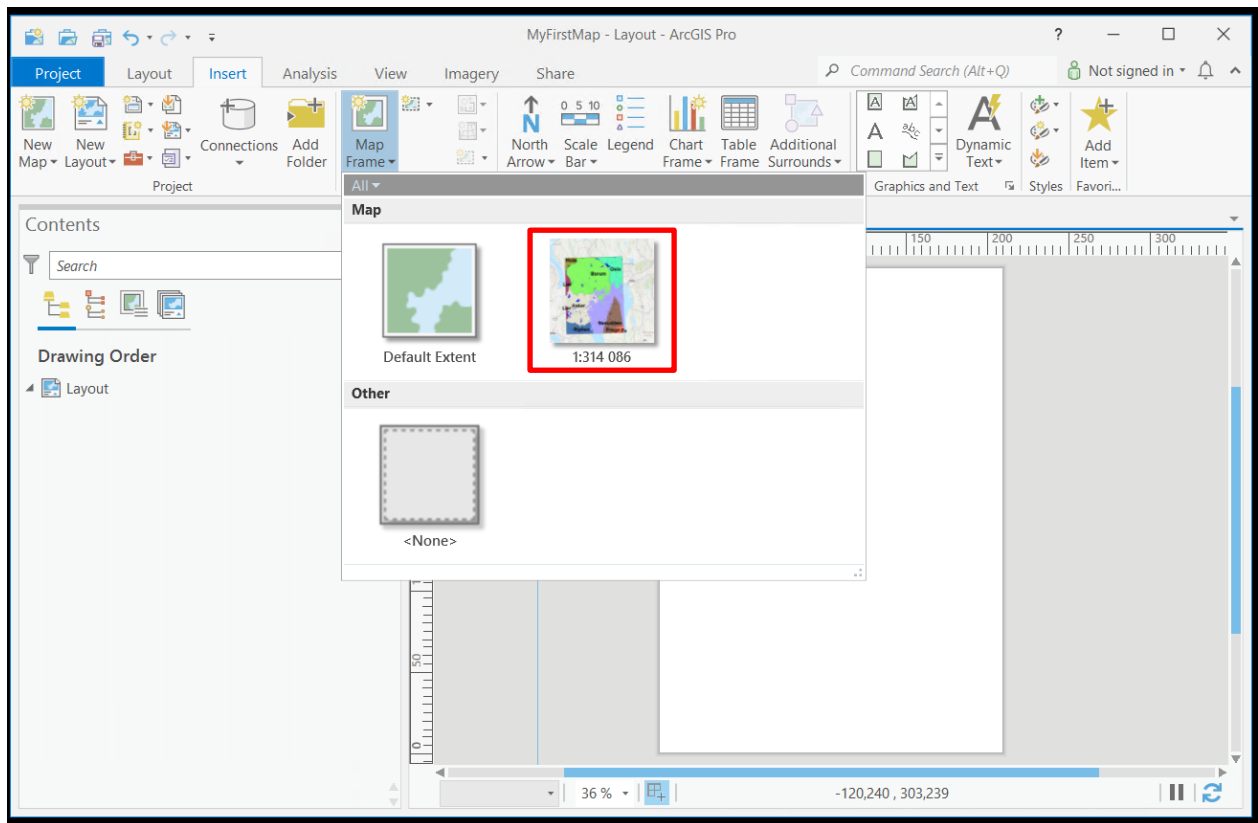 MyFirstMap - Layout - ArcGIS Pro
?
Project Layout Insert Analysis View Imagery Share
Command Search (Alt+Q)
Not signed in
New Map
New Layout
Connections
Add Folder
Map Frame
N
North Arrow
0 5 10
Scale Bar
Legend
Chart Frame
Table Frame
Additional Surrounds
A
A
A
Dynamic Text
Add Item
Project
Graphics and Text
Styles
Favori...
All
Map
Default Extent
1:314 086
Other
<None>
Contents
Search
Drawing Order
Layout
150 200 250 300
50
0
36 %
-120,240 , 303,239